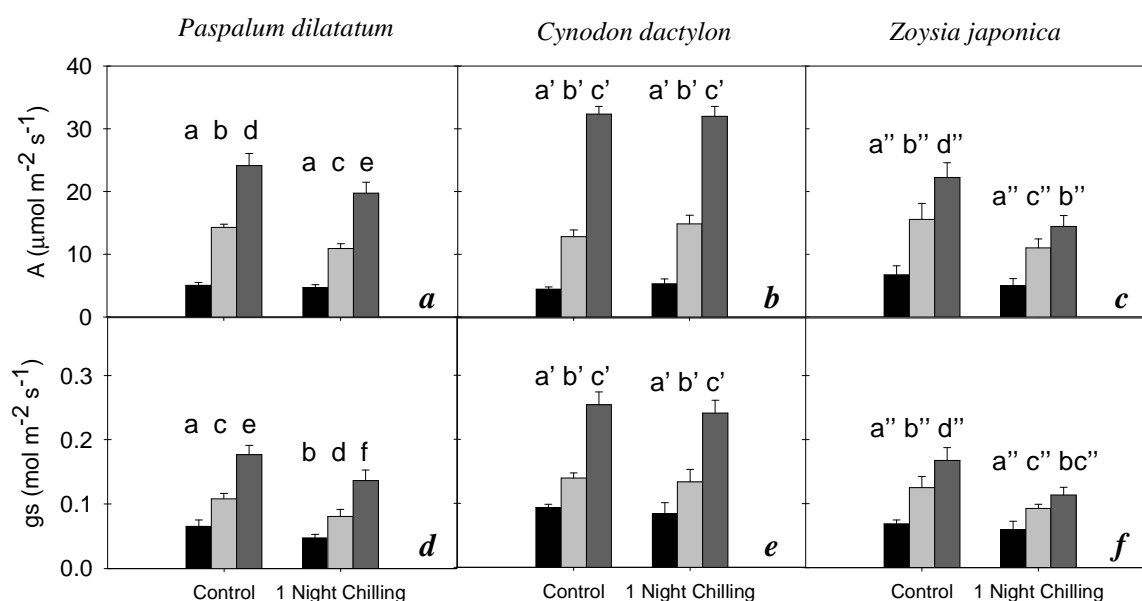 Paspalum dilatatum Cynodon dactylon Zoysia japonica
40
30
20
10
0
A (μmol m⁻² s⁻¹)
a b d
a c e
a
a’ b’ c’
a’ b’ c’
b
a’’ b’’ d’’
a’’ c’’ b’’
c
0.3
0.2
0.1
0.0
gs (mol m⁻² s⁻¹)
a c e
b d f
d
a’ b’ c’
a’ b’ c’
e
a’’ b’’ d’’
a’’ c’’ bc’’
f
Control 1 Night Chilling Control 1 Night Chilling Control 1 Night Chilling